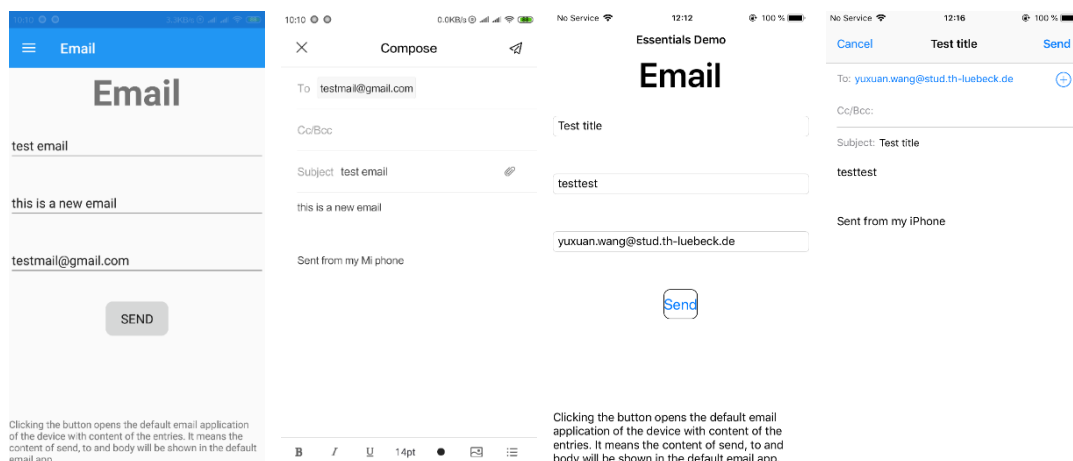 10:10
3.3KB/s
Email
Email
test email
this is a new email
testmail@gmail.com
SEND
Clicking the button opens the default email application
of the device with content of the entries. It means the
content of send, to and body will be shown in the default
email app.
10:10
0.0KB/s
Compose
To testmail@gmail.com
Cc/Bcc
Subject test email
this is a new email
Sent from my Mi phone
B I U 14pt
No Service 12:12 100 %
Essentials Demo
Email
Test title
testtest
yuxuan.wang@stud.th-luebeck.de
Send
Clicking the button opens the default email
application of the device with content of the
entries. It means the content of send, to and
body will be shown in the default email app.
No Service 12:16 100 %
Cancel Test title Send
To: yuxuan.wang@stud.th-luebeck.de
Cc/Bcc:
Subject: Test title
testtest
Sent from my iPhone